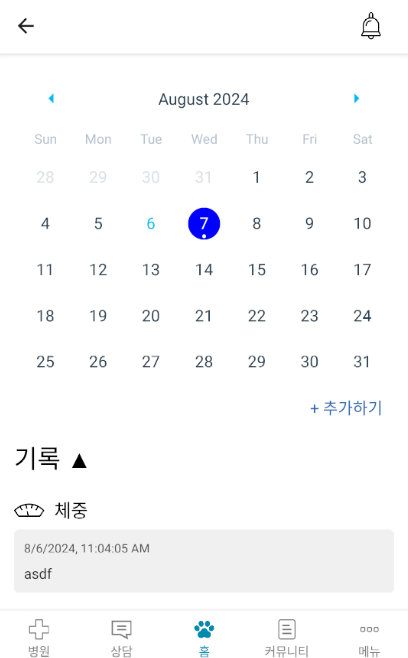 August 2024
Sun Mon Tue Wed Thu Fri Sat
28 29 30 31 1 2 3
4 5 6 7 8 9 10
11 12 13 14 15 16 17
18 19 20 21 22 23 24
25 26 27 28 29 30 31
+ 추가하기
기록 ▲
체중
8/6/2024, 11:04:05 AM
asdf
병원 상담 홈 커뮤니티 메뉴